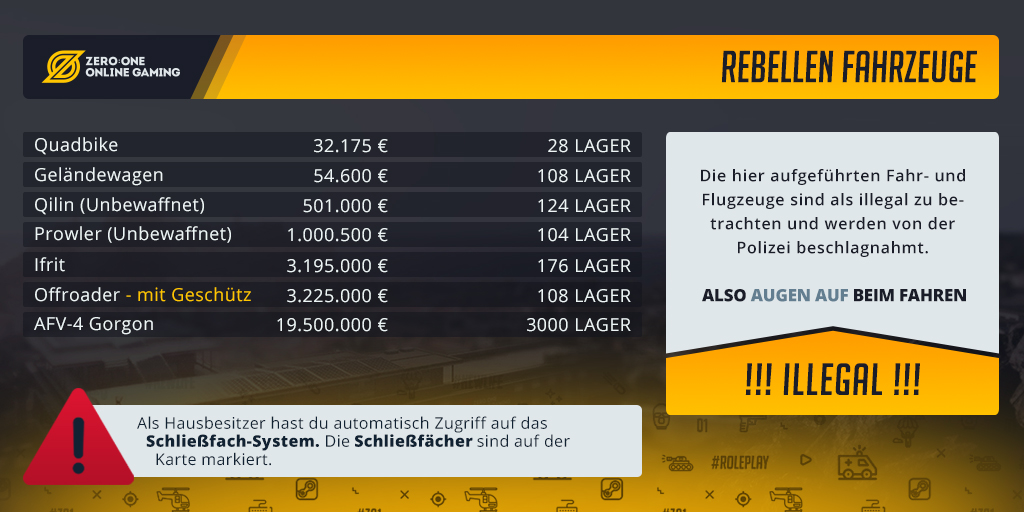 ZERO:ONE
ONLINE GAMING
REBELLEN FAHRZEUGE
Quadbike 32.175 € 28 LAGER
Geländewagen 54.600 € 108 LAGER
Qilin (Unbewaffnet) 501.000 € 124 LAGER
Prowler (Unbewaffnet) 1.000.500 € 104 LAGER
Ifrit 3.195.000 € 176 LAGER
Offroader - mit Geschütz 3.225.000 € 108 LAGER
AFV-4 Gorgon 19.500.000 € 3000 LAGER
Die hier aufgeführten Fahr- und
Flugzeuge sind als illegal zu be-
trachten und werden von der
Polizei beschlagnahmt.
ALSO AUGEN AUF BEIM FAHREN
!!! ILLEGAL !!!
Als Hausbesitzer hast du automatisch Zugriff auf das
Schließfach-System. Die Schließfächer sind auf der
Karte markiert.
01
#ROLEPLAY